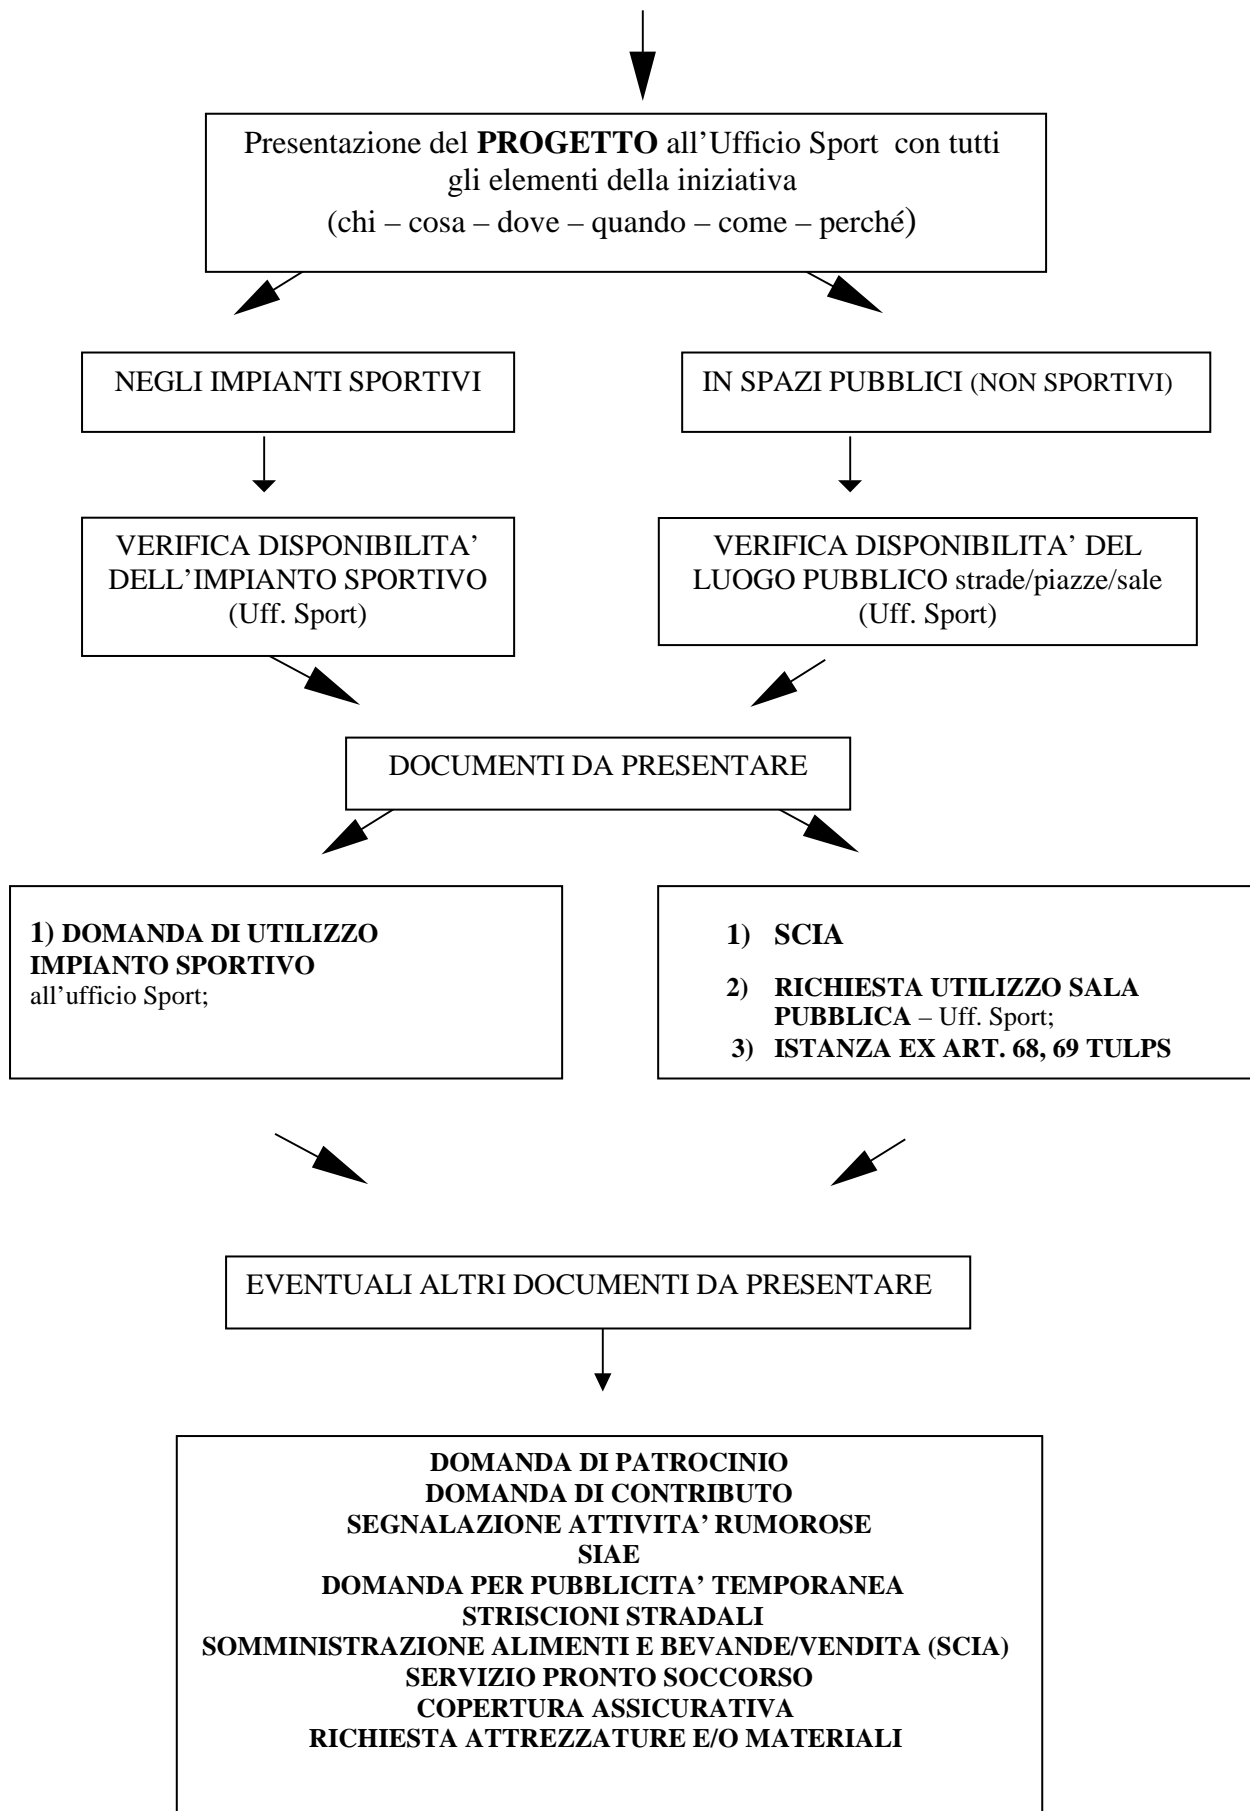 Presentazione del PROGETTO all’Ufficio Sport con tutti
gli elementi della iniziativa
(chi – cosa – dove – quando – come – perché)
NEGLI IMPIANTI SPORTIVI
IN SPAZI PUBBLICI (NON SPORTIVI)
VERIFICA DISPONIBILITA’
DELL’IMPIANTO SPORTIVO
(Uff. Sport)
VERIFICA DISPONIBILITA’ DEL
LUOGO PUBBLICO strade/piazze/sale
(Uff. Sport)
DOCUMENTI DA PRESENTARE
1) DOMANDA DI UTILIZZO
IMPIANTO SPORTIVO
all’ufficio Sport;
1) SCIA
2) RICHIESTA UTILIZZO SALA
PUBBLICA – Uff. Sport;
3) ISTANZA EX ART. 68, 69 TULPS
EVENTUALI ALTRI DOCUMENTI DA PRESENTARE
DOMANDA DI PATROCINIO
DOMANDA DI CONTRIBUTO
SEGNALAZIONE ATTIVITA’ RUMOROSE
SIAE
DOMANDA PER PUBBLICITA’ TEMPORANEA
STRISCIONI STRADALI
SOMMINISTRAZIONE ALIMENTI E BEVANDE/VENDITA (SCIA)
SERVIZIO PRONTO SOCCORSO
COPERTURA ASSICURATIVA
RICHIESTA ATTREZZATURE E/O MATERIALI